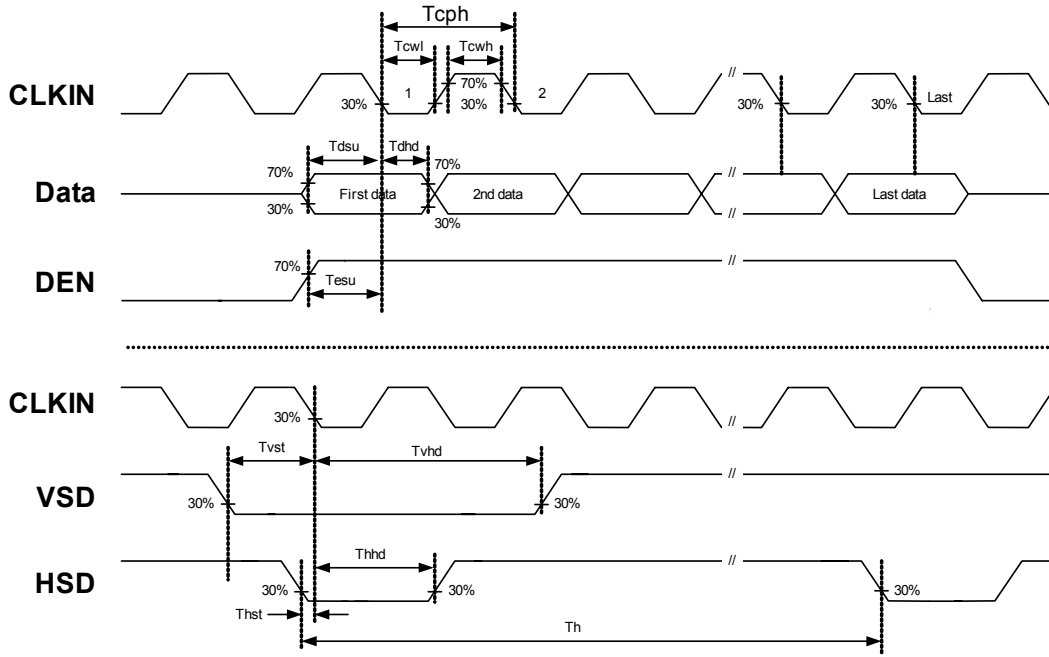 Tcph
Tcwl Tcwh
CLKIN 30% 1 70% 30% 2 // 30% 30% Last
Tdsu Tdhd
Data 70% 30% First data 70% 30% 2nd data // // Last data
DEN 70% Tesu //
CLKIN 30% //
Tvst Tvhd
VSD 30% 30% //
Thhd
HSD 30% 30% // 30%
Thst
Th